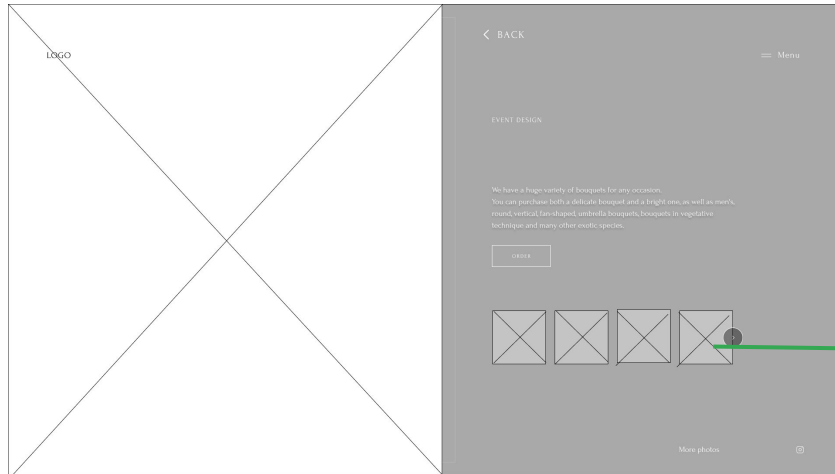 LOGO
BACK
Menu
EVENT DESIGN
We have a huge variety of bouquets for any occasion.
You can purchase both a delicate bouquet and a bright one, as well as men's,
round, vertical, fan-shaped, umbrella bouquets, bouquets in vegetative
technique and many other exotic species.
ORDER
More photos